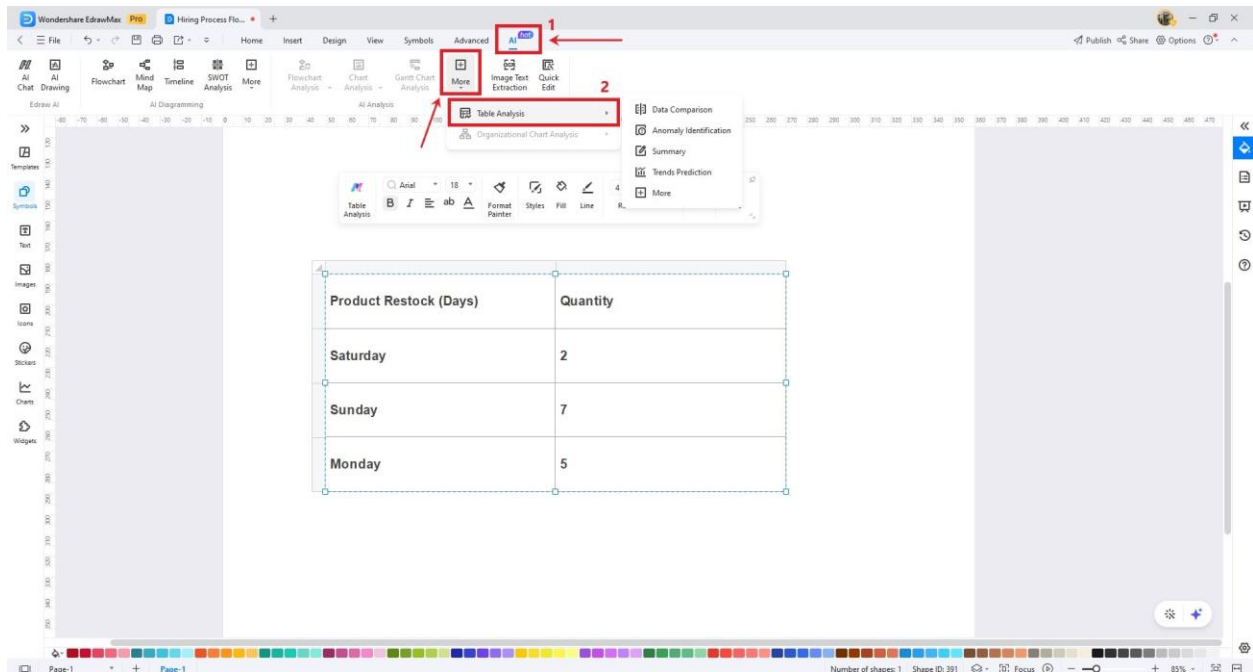 Wondershare EdrawMax Pro Hiring Process Flo... +
File Home Insert Design View Symbols Advanced AI hot 1 Publish Share Options
AI Chat AI Drawing Flowchart Mind Map Timeline SWOT Analysis More Flowchart Analysis Chart Analysis Gantt Chart Analysis More Image Text Extraction Quick Edit 2
Edraw AI AI Diagramming AI Analysis
Table Analysis
Organizational Chart Analysis
Data Comparison
Anomaly Identification
Summary
Trends Prediction
More
Templates
Symbols
Text
Images
Icons
Stickers
Charts
Widgets
Arial 18
Table Analysis B I ab A Format Painter Styles Fill Line
Product Restock (Days) Quantity
Saturday 2
Sunday 7
Monday 5
Page-1 + Page-1 Number of shapes: 1 Shape ID: 391 Focus 85%